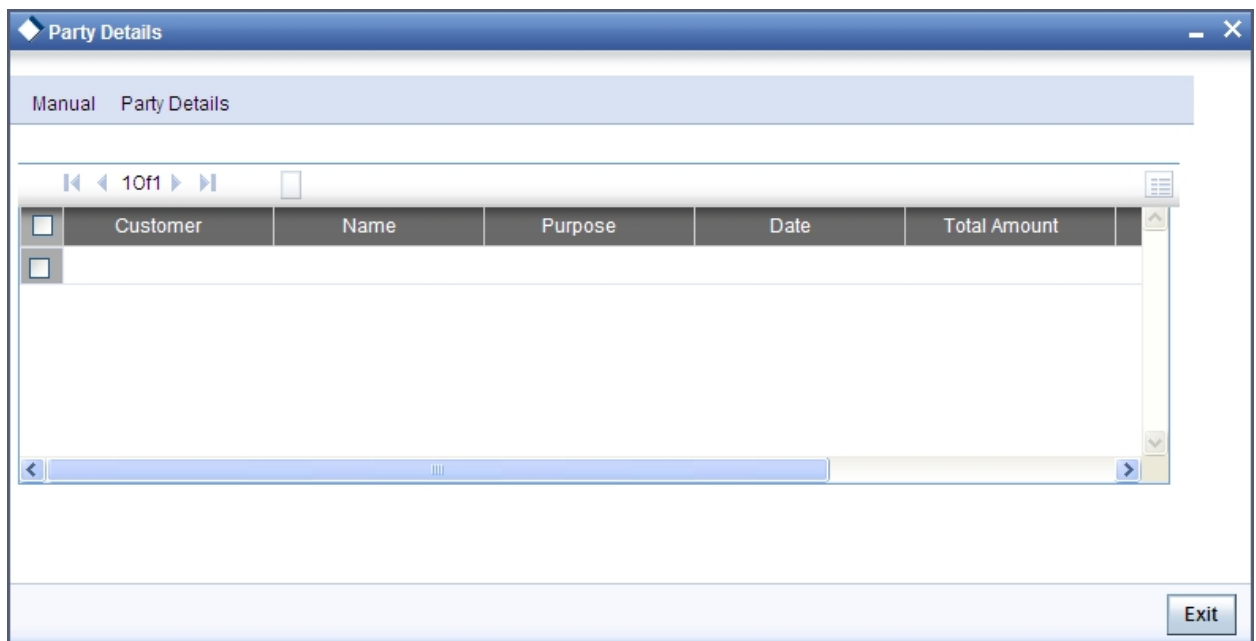 Party Details
Manual Party Details
1Of1
Customer Name Purpose Date Total Amount
Exit